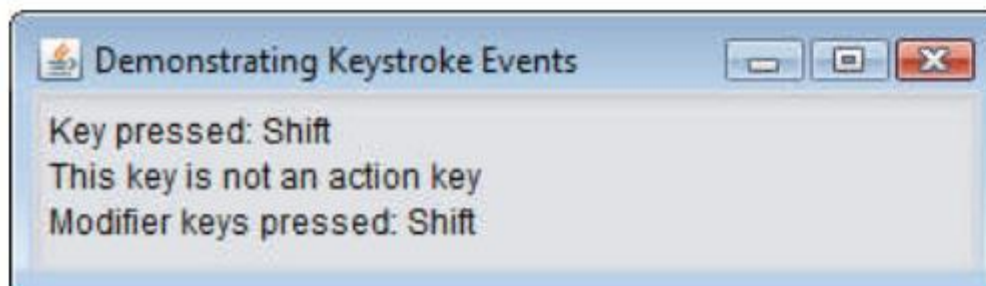 Demonstrating Keystroke Events
Key pressed: Shift
This key is not an action key
Modifier keys pressed: Shift